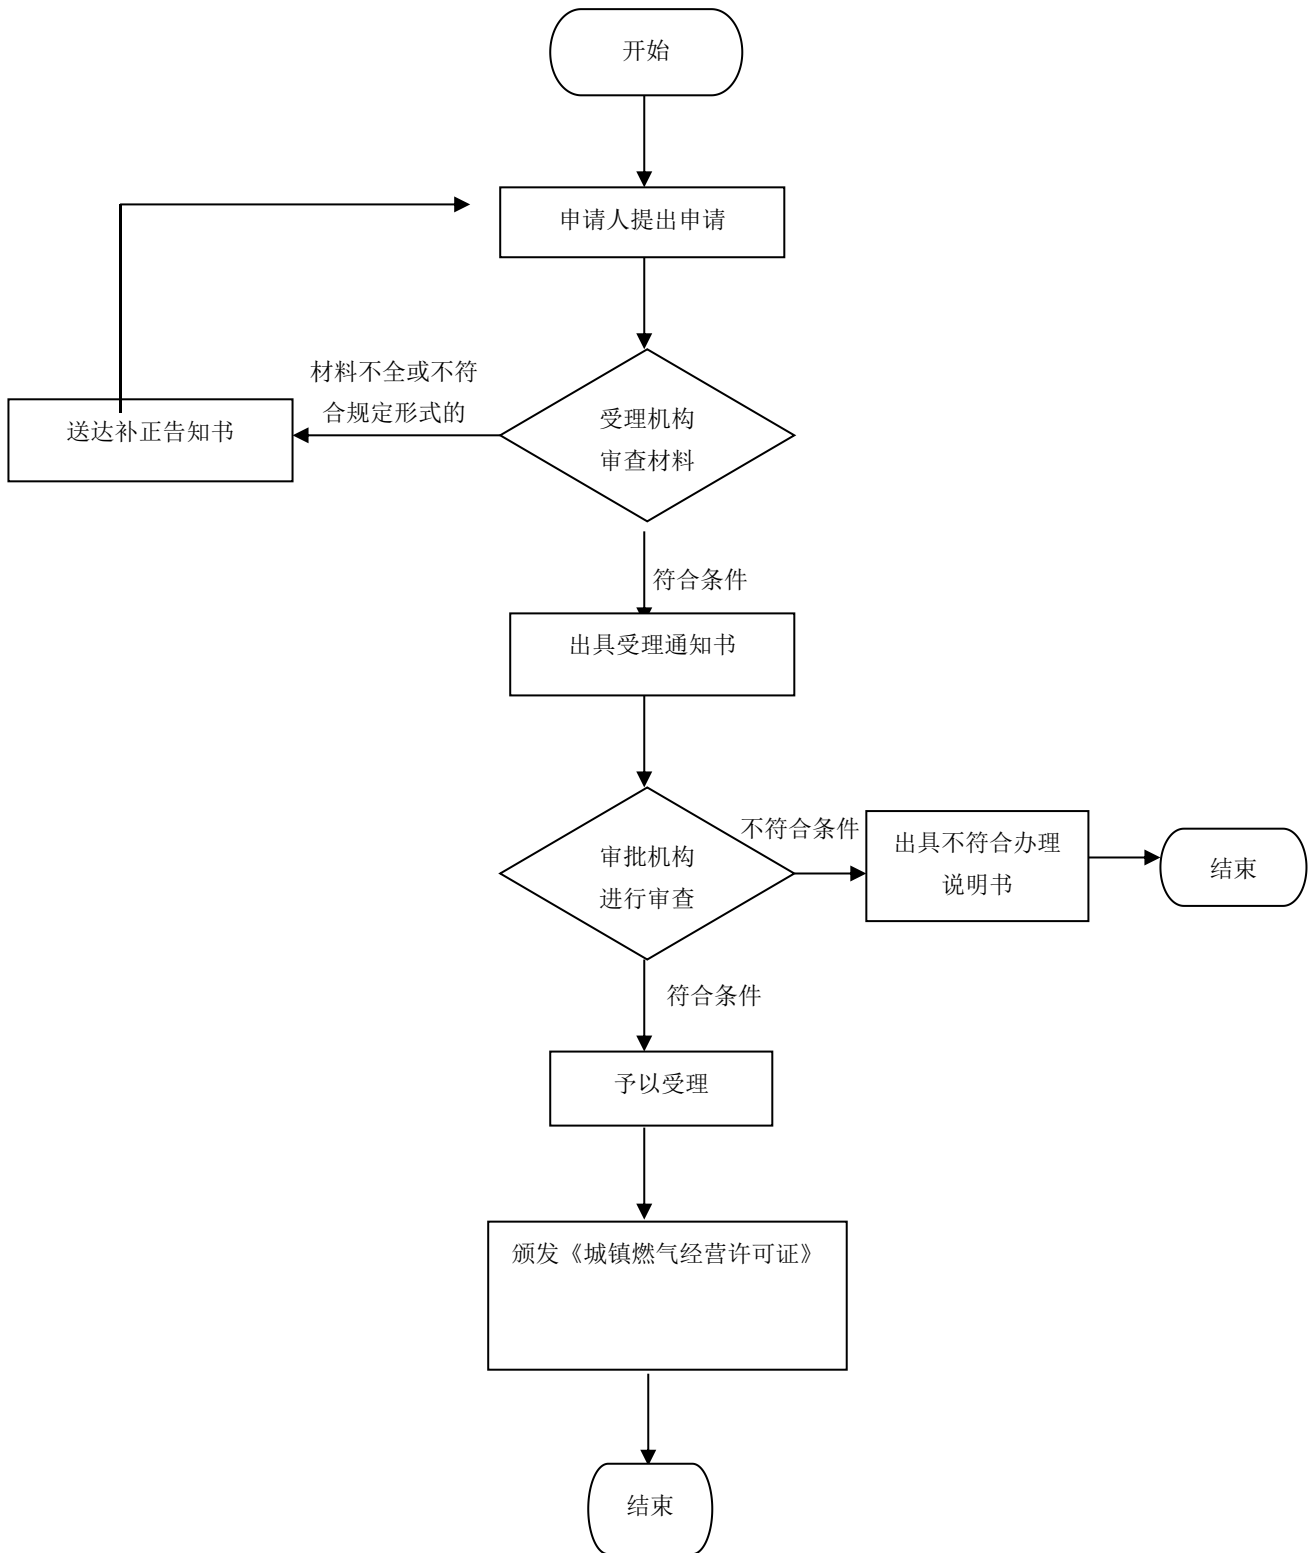 开始
申请人提出申请
材料不全或不符
合规定形式的
送达补正告知书
受理机构
审查材料
符合条件
出具受理通知书
审批机构
进行审查
不符合条件
出具不符合办理
说明书
结束
符合条件
予以受理
颁发《城镇燃气经营许可证》
结束